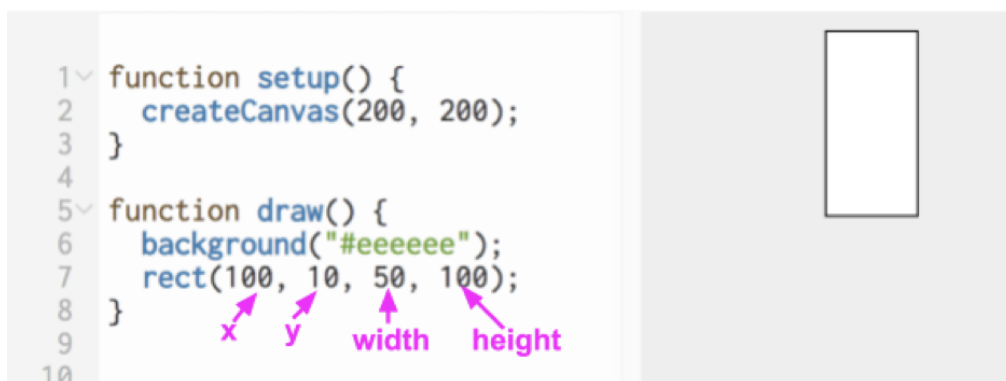 1 function setup() {
2 createCanvas(200, 200);
3 }
4
5 function draw() {
6 background("#eeeeee");
7 rect(100, 10, 50, 100);
8 }
x y width height
9
10